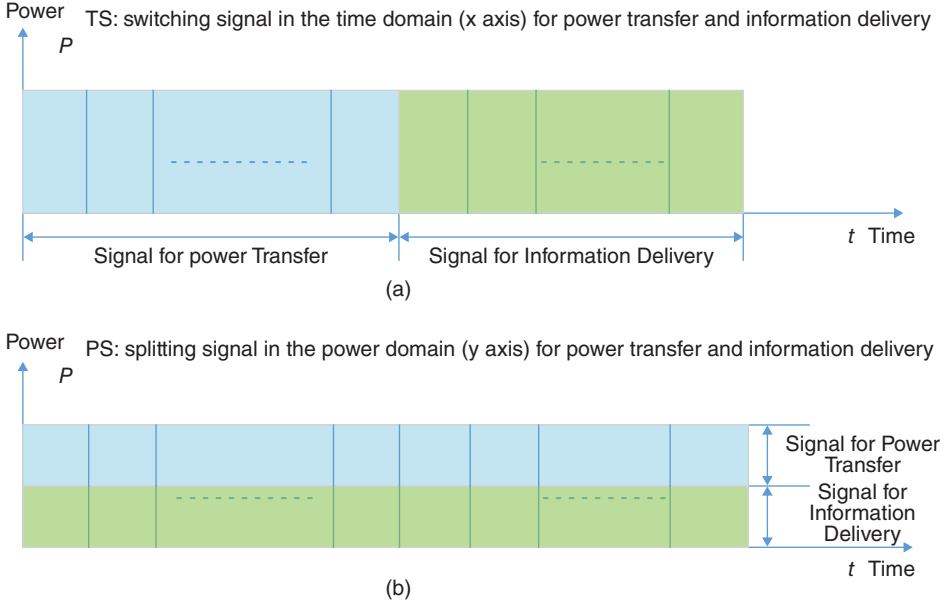 Power
TS: switching signal in the time domain (x axis) for power transfer and information delivery
P
t Time
Signal for power Transfer
Signal for Information Delivery
(a)
Power
PS: splitting signal in the power domain (y axis) for power transfer and information delivery
P
Signal for Power
Transfer
Signal for
Information
Delivery
t Time
(b)